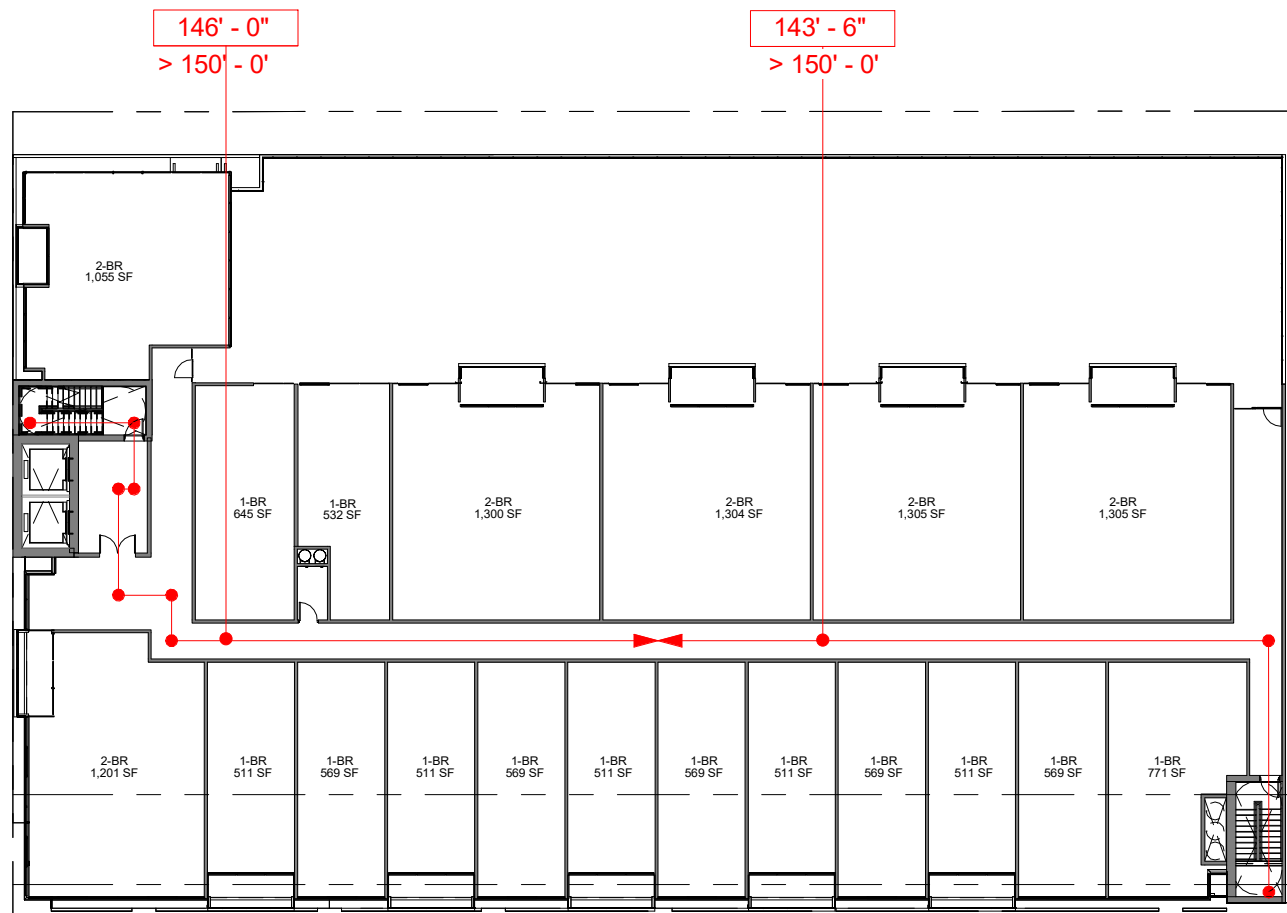 146' - 0"
> 150' - 0'
143' - 6"
> 150' - 0'
2-BR
1,055 SF
1-BR
645 SF
1-BR
532 SF
2-BR
1,300 SF
2-BR
1,304 SF
2-BR
1,305 SF
2-BR
1,305 SF
2-BR
1,201 SF
1-BR
511 SF
1-BR
569 SF
1-BR
511 SF
1-BR
569 SF
1-BR
511 SF
1-BR
569 SF
1-BR
511 SF
1-BR
569 SF
1-BR
511 SF
1-BR
569 SF
1-BR
771 SF